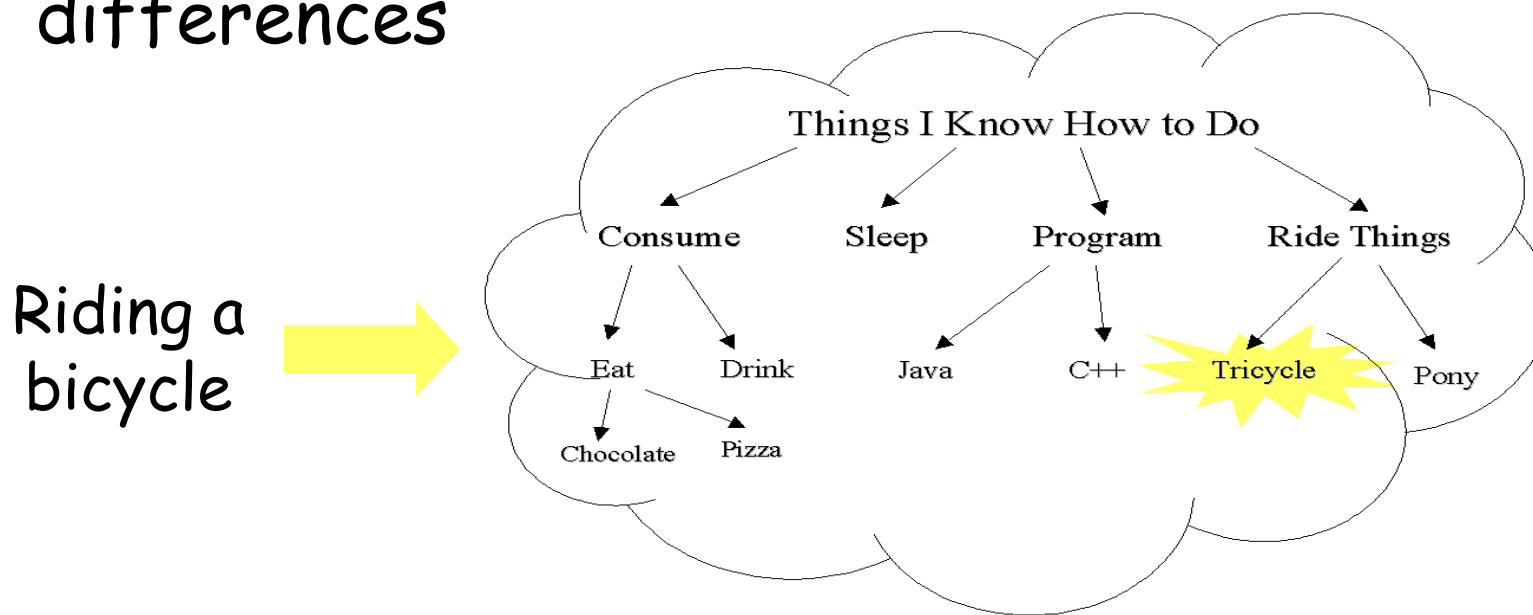 differences
Things I Know How to Do
Consume Sleep Program Ride Things
Riding a
bicycle
Eat Drink Java C++ Tricycle Pony
Chocolate Pizza